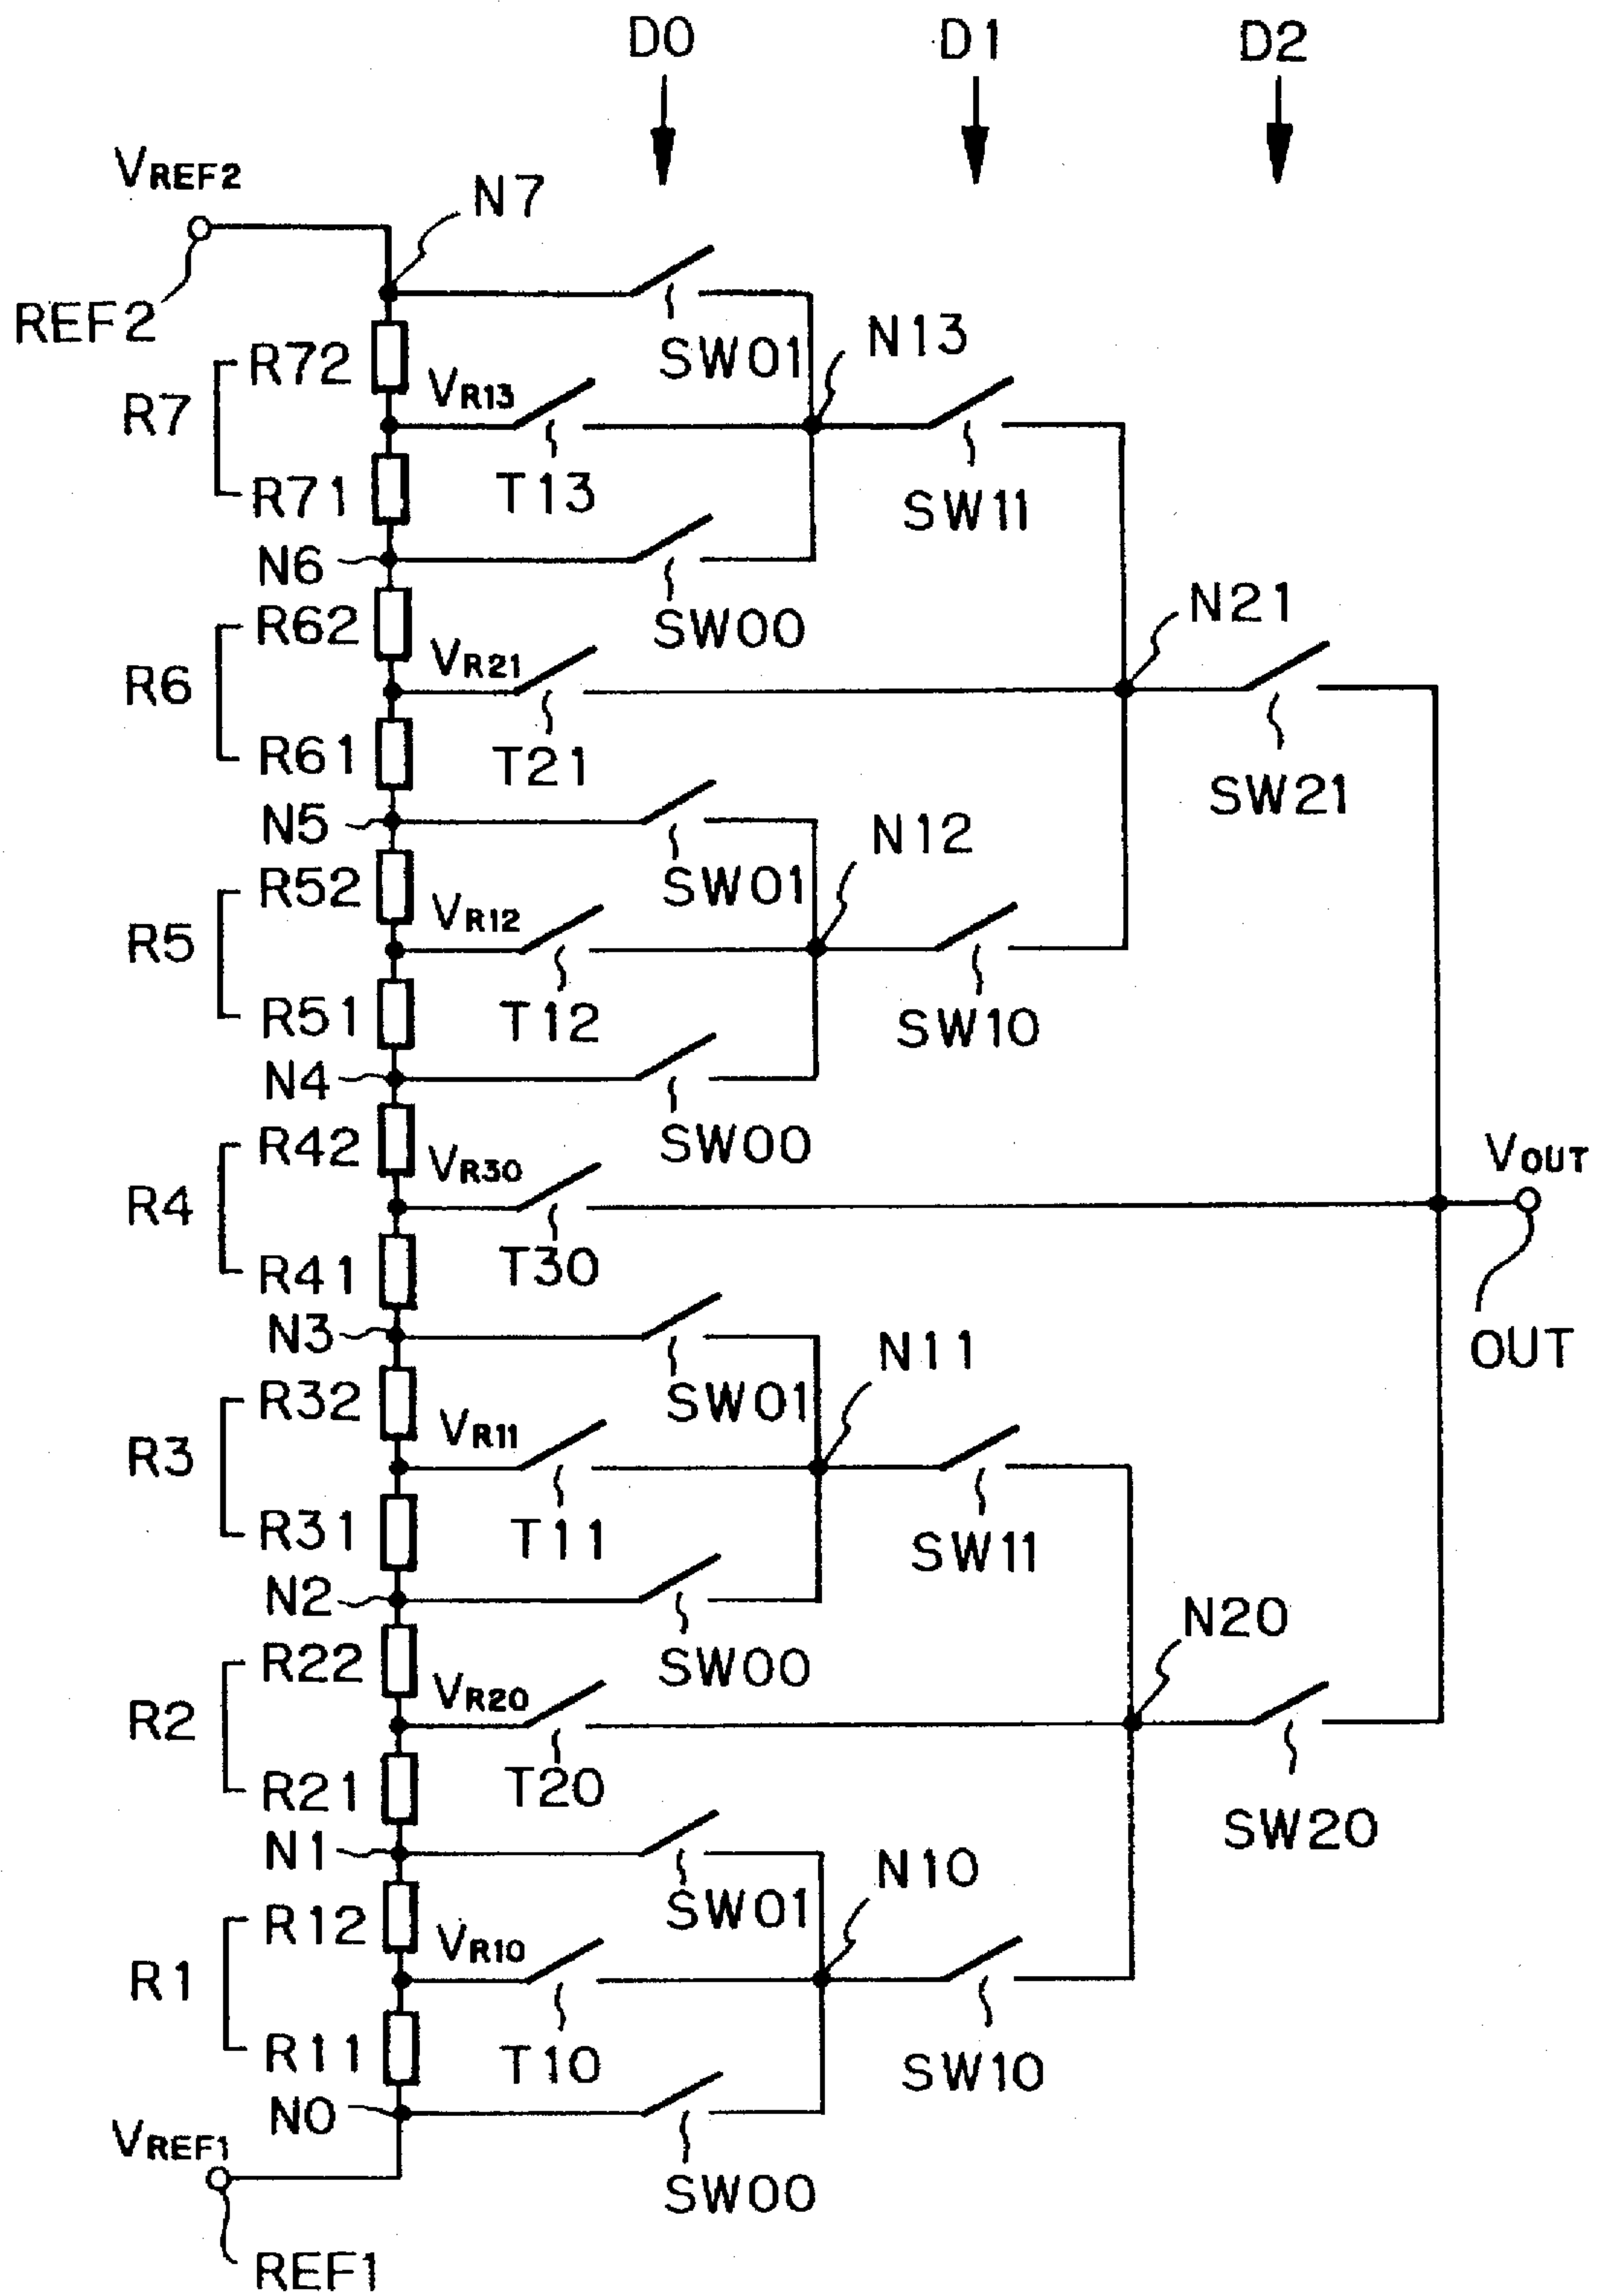 D0 D1 D2
VREF2
N7
REF2
R72
SW01
N13
R7
VR13
R71
T13
SW11
N6
R62
SW00
N21
VR21
R6
R61
T21
SW21
N5
N12
R52
SW01
VR12
R5
R51
T12
SW10
N4
R42
SW00
VOUT
VR30
R4
R41
T30
N3
OUT
N11
R32
SW01
VR11
R3
R31
T11
SW11
N2
N20
R22
SW00
VR20
R2
R21
T20
SW20
N1
N10
R12
SW01
VR10
R1
R11
T10
SW10
N0
VREF1
SW00
REF1